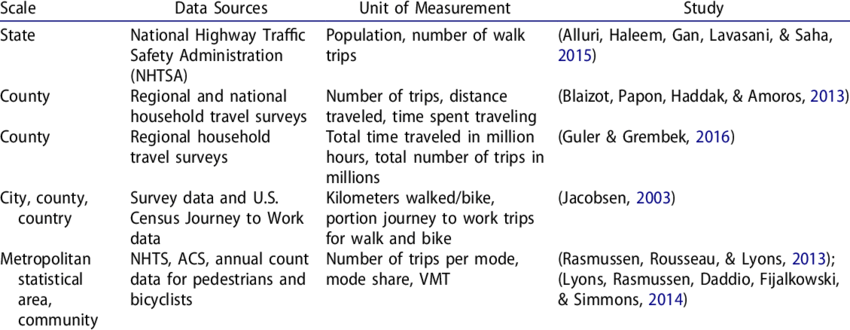 Scale Data Sources Unit of Measurement Study
State National Highway Traffic Population, number of walk (Alluri, Haleem, Gan, Lavasani, & Saha,
Safety Administration trips 2015)
(NHTSA)
County Regional and national Number of trips, distance (Blaizot, Papon, Haddak, & Amoros, 2013)
household travel surveys traveled, time spent traveling
County Regional household Total time traveled in million (Guler & Grembek, 2016)
travel surveys hours, total number of trips in
millions
City, county, Survey data and U.S. Kilometers walked/bike, (Jacobsen, 2003)
country Census Journey to Work portion journey to work trips
data for walk and bike
Metropolitan NHTS, ACS, annual count Number of trips per mode, (Rasmussen, Rousseau, & Lyons, 2013);
statistical data for pedestrians and mode share, VMT (Lyons, Rasmussen, Daddio, Fijalkowski,
area, bicyclists & Simmons, 2014)
community